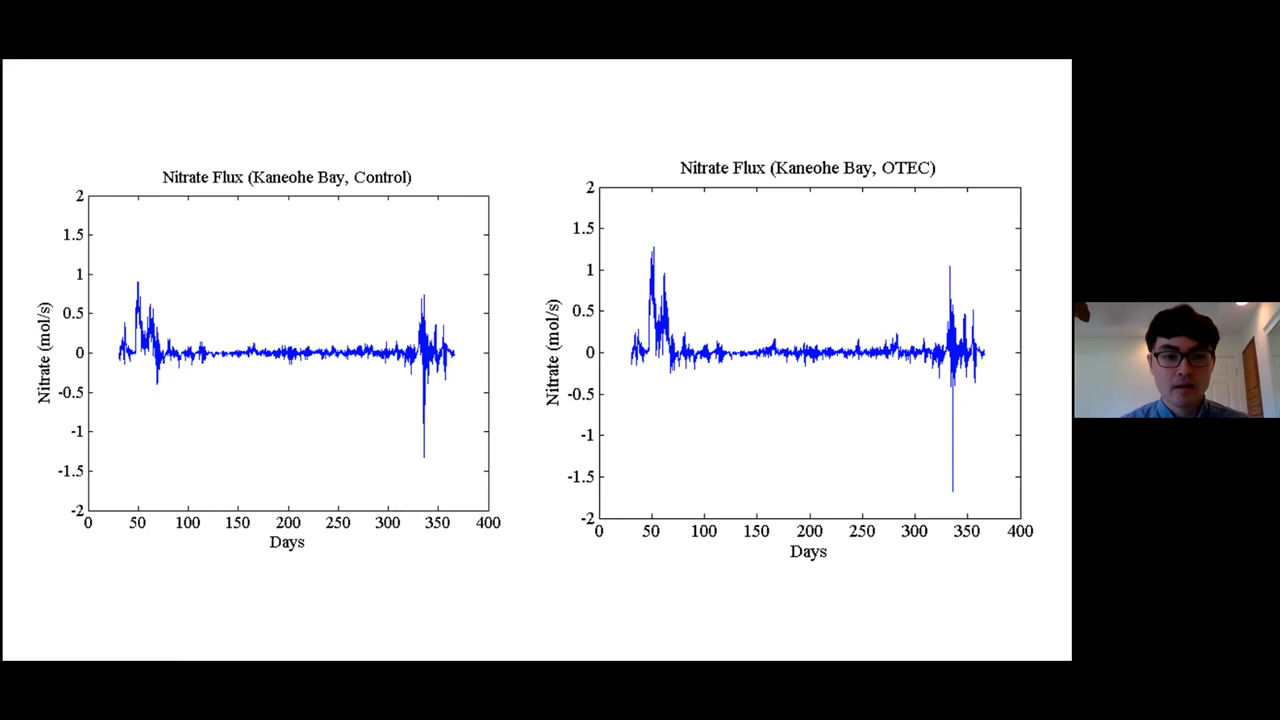 Nitrate Flux (Kaneohe Bay, Control)
2
1.5
1
0.5
0
-0.5
-1
-1.5
-2
Nitrate (mol/s)
0 50 100 150 200 250 300 350 400
Days
Nitrate Flux (Kaneohe Bay, OTEC)
2
1.5
1
0.5
0
-0.5
-1
-1.5
-2
Nitrate (mol/s)
0 50 100 150 200 250 300 350 400
Days